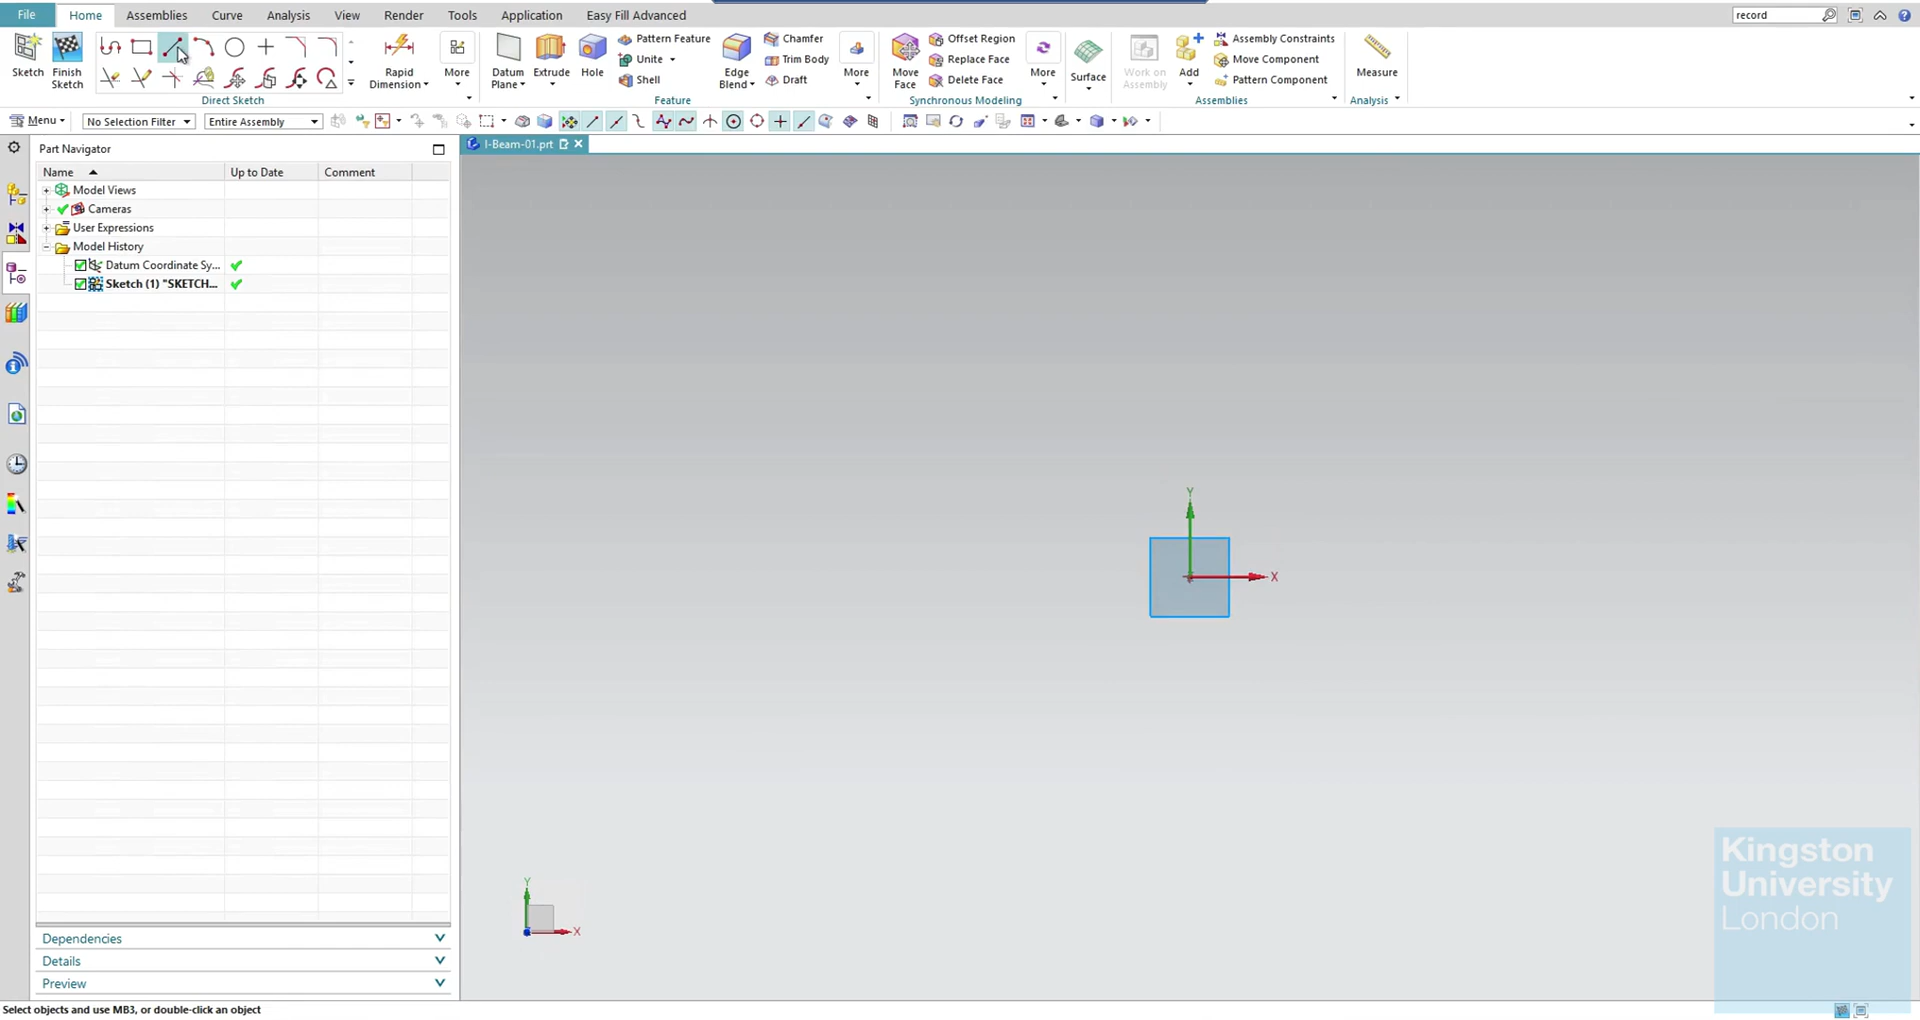 File Home Assemblies Curve Analysis View Render Tools Application Easy Fill Advanced record
Sketch Finish Sketch Rapid Dimension More
Direct Sketch
Datum Plane Extrude Hole Pattern Feature Unite Shell Edge Blend Chamfer Trim Body Draft More
Feature
Move Face Offset Region Replace Face Delete Face More
Synchronous Modeling
Surface
Work on Assembly Add Assembly Constraints Move Component Pattern Component
Assemblies
Measure
Analysis
Menu No Selection Filter Entire Assembly
Part Navigator
I-Beam-01.prt
Name Up to Date Comment
Model Views
Cameras
User Expressions
Model History
Datum Coordinate Sy...
Sketch (1) "SKETCH...
Y
X
Y
X
Kingston
University
London
Dependencies
Details
Preview
Select objects and use MB3, or double-click an object